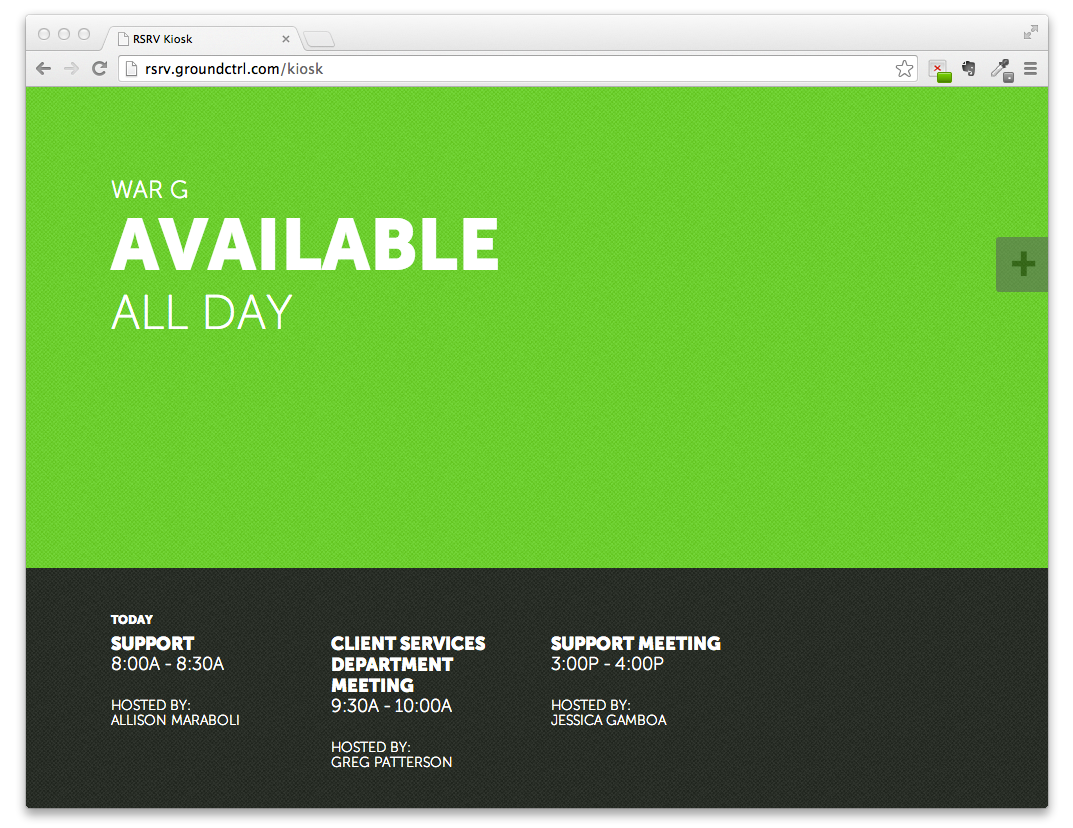 RSRV Kiosk
rsrv.groundctrl.com/kiosk
WAR G
AVAILABLE
ALL DAY
TODAY
SUPPORT
8:00A - 8:30A
HOSTED BY:
ALLISON MARABOLI
CLIENT SERVICES
DEPARTMENT
MEETING
9:30A - 10:00A
HOSTED BY:
GREG PATTERSON
SUPPORT MEETING
3:00P - 4:00P
HOSTED BY:
JESSICA GAMBOA